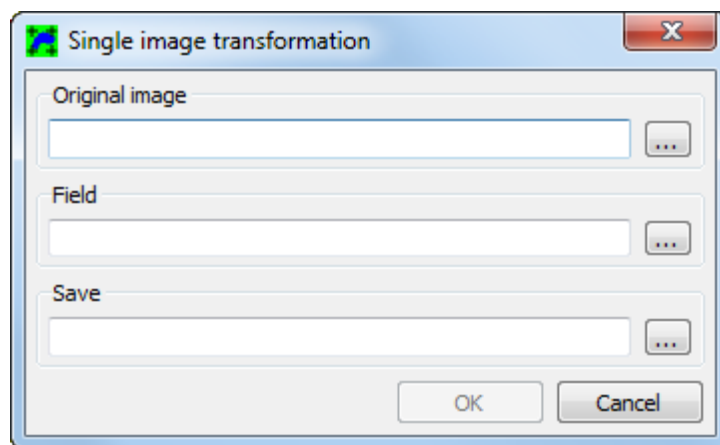 Single image transformation
Original image
...
Field
...
Save
...
OK Cancel